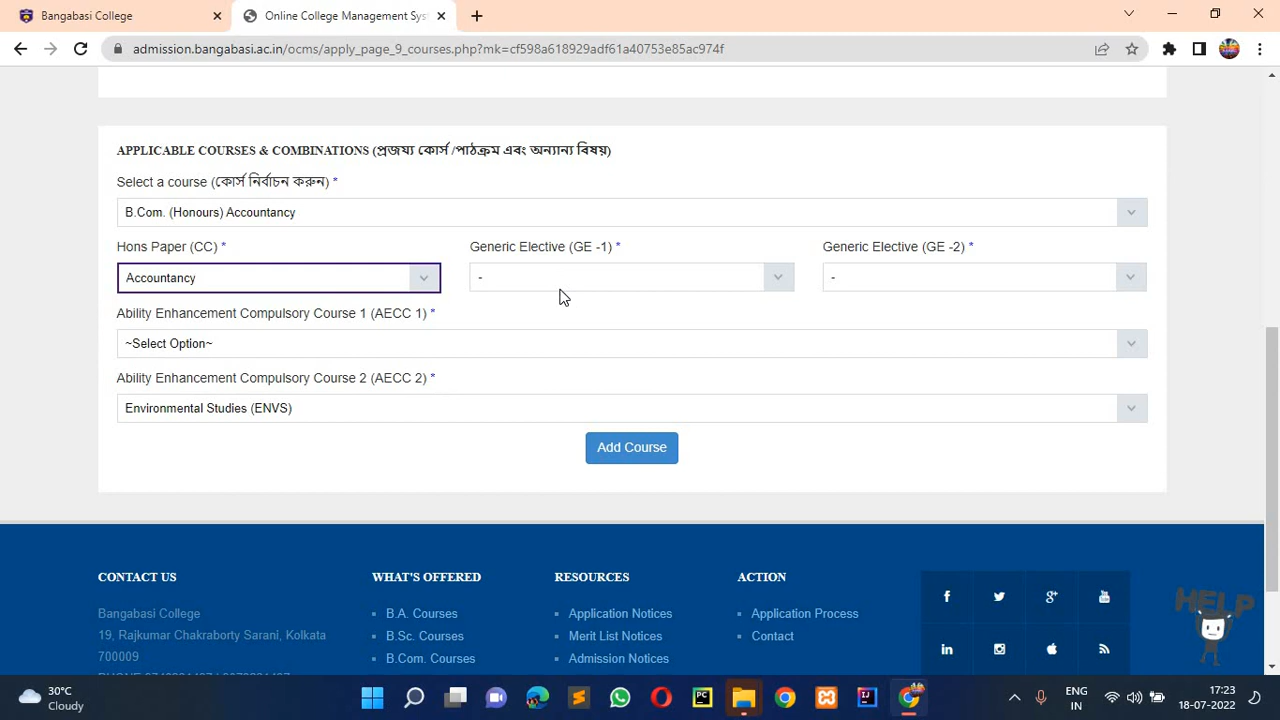 Bangabasi College
Online College Management Sys
admission.bangabasi.ac.in/ocms/apply_page_9_courses.php?mk=cf598a618929adf61a40753e85ac974f
APPLICABLE COURSES & COMBINATIONS (প্রজয্য কোর্স /পাঠক্রম এবং অন্যান্য বিষয়)
Select a course (কোর্স নির্বাচন করুন) *
B.Com. (Honours) Accountancy
Hons Paper (CC) *
Generic Elective (GE -1) *
Generic Elective (GE -2) *
Accountancy
-
-
Ability Enhancement Compulsory Course 1 (AECC 1) *
~Select Option~
Ability Enhancement Compulsory Course 2 (AECC 2) *
Environmental Studies (ENVS)
Add Course
CONTACT US
WHAT'S OFFERED
RESOURCES
ACTION
Bangabasi College
B.A. Courses
Application Notices
Application Process
19, Rajkumar Chakraborty Sarani, Kolkata
B.Sc. Courses
Merit List Notices
Contact
700009
B.Com. Courses
Admission Notices
HELP
30°C
Cloudy
ENG
IN
17:23
18-07-2022